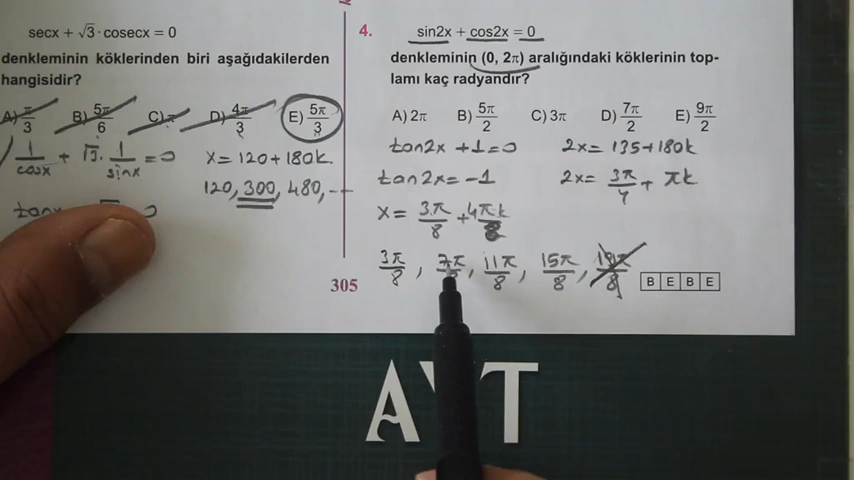 secx + √3 · cosecx = 0
denkleminin köklerinden biri aşağıdakilerden
hangisidir?
A) π/3 B) 5π/6 C) π D) 4π/3 E) 5π/3
1/cosx + √3 · 1/sinx = 0
x = 120 + 180k
120, 300, 480,
tanx
4.
sin2x + cos2x = 0
denkleminin (0, 2π) aralığındaki köklerinin top-
lamı kaç radyandır?
A) 2π B) 5π/2 C) 3π D) 7π/2 E) 9π/2
tan2x + 1 = 0 2x = 135 + 180k
tan2x = -1 2x = 3π/4 + πk
x = 3π/8 + 4πk/8
3π/8, 7π/8, 11π/8, 15π/8, 19π/8
305
B E B E
AYT